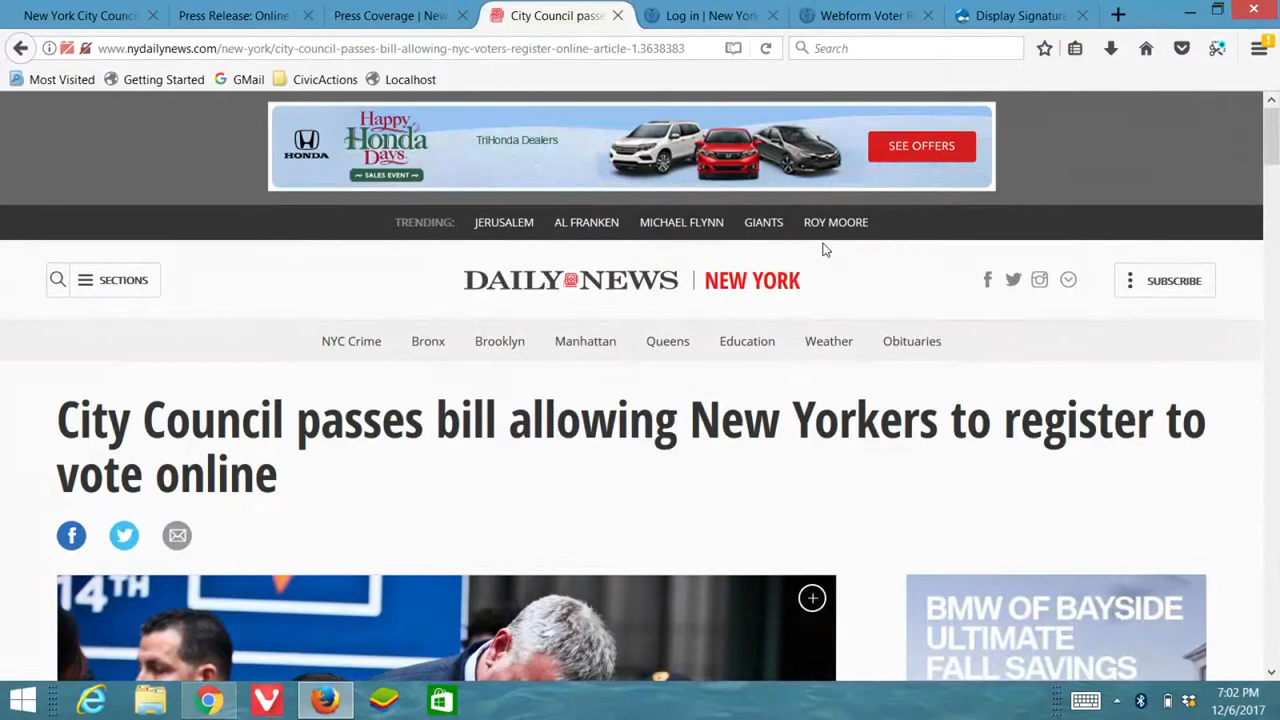 New York City Counci
Press Release: Online
Press Coverage | New
City Council passe
Log in | New York
Webform Voter R
Display Signatur
www.nydailynews.com/new-york/city-council-passes-bill-allowing-nyc-voters-register-online-article-1.3638383
Search
Most Visited
Getting Started
GMail
CivicActions
Localhost
HONDA
Happy
Honda
Days
SALES EVENT
TriHonda Dealers
SEE OFFERS
TRENDING: JERUSALEM AL FRANKEN MICHAEL FLYNN GIANTS ROY MOORE
SECTIONS
DAILY NEWS | NEW YORK
SUBSCRIBE
NYC Crime Bronx Brooklyn Manhattan Queens Education Weather Obituaries
City Council passes bill allowing New Yorkers to register to
vote online
14TH
BMW OF BAYSIDE
ULTIMATE
FALL SAVINGS
7:02 PM
12/6/2017